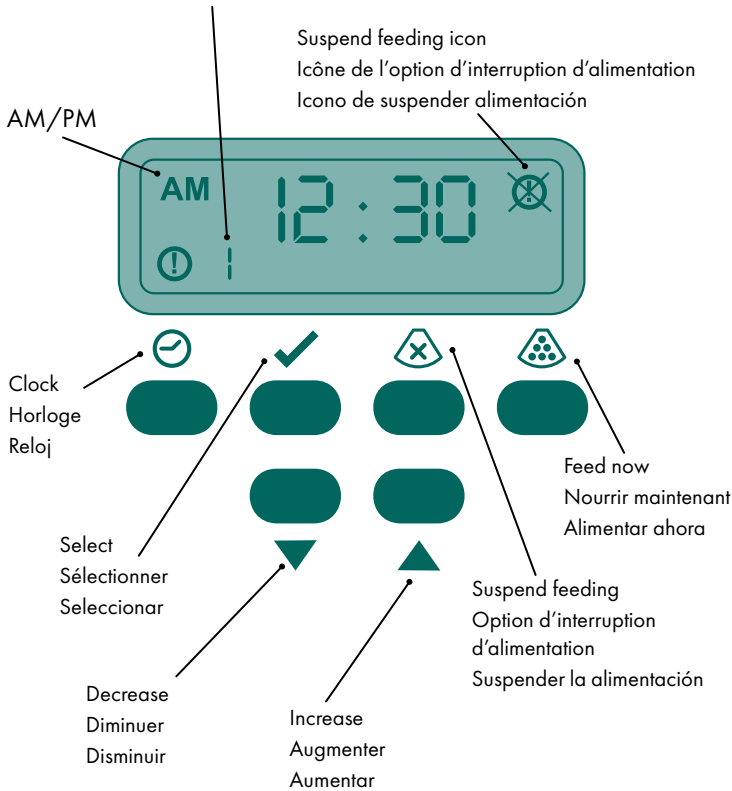 Suspend feeding icon
Icône de l'option d'interruption d'alimentation
Icono de suspender alimentación
AM/PM
AM 12:30
! 1
Clock
Horloge
Reloj
Feed now
Nourrir maintenant
Alimentar ahora
Select
Sélectionner
Seleccionar
Suspend feeding
Option d'interruption
d'alimentation
Suspender la alimentación
Decrease
Diminuer
Disminuir
Increase
Augmenter
Aumentar